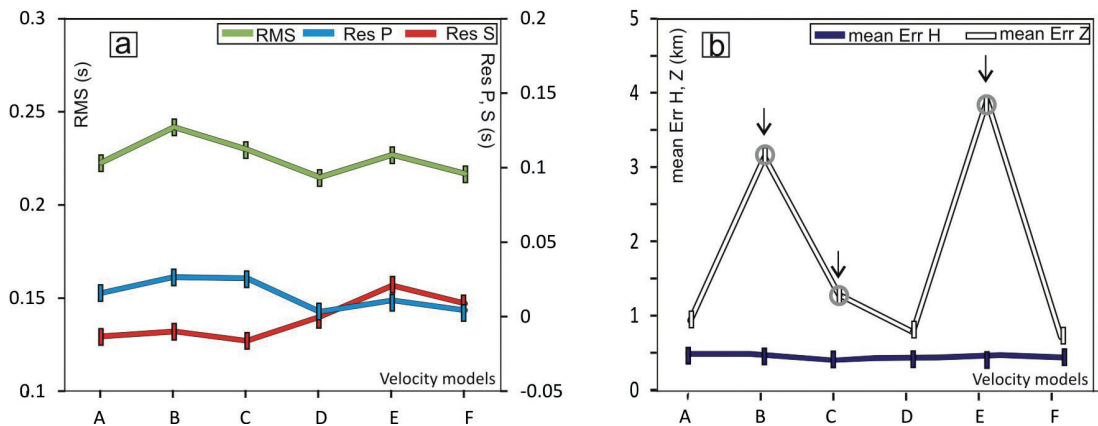 a
RMS Res P Res S
RMS (s)
Res P, S (s)
0.3
0.25
0.2
0.15
0.1
0.2
0.15
0.1
0.05
0
-0.05
Velocity models
A B C D E F
b
mean Err H mean Err Z
mean Err H, Z (km)
5
4
3
2
1
0
Velocity models
A B C D E F